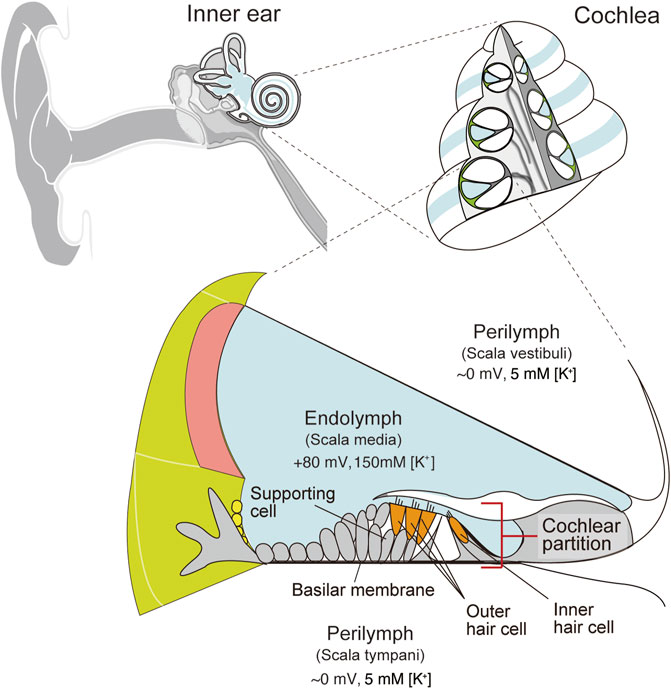 Inner ear
Cochlea
Perilymph
(Scala vestibuli)
~0 mV, 5 mM [K⁺]
Endolymph
(Scala media)
+80 mV, 150mM [K⁺]
Supporting
cell
Cochlear
partition
Basilar membrane
Outer
hair cell
Inner
hair cell
Perilymph
(Scala tympani)
~0 mV, 5 mM [K⁺]